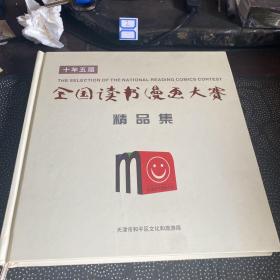 十年五届
THE SELECTION OF THE NATIONAL READING COMICS CONTEST
全国读书漫画大赛
精品集
天津市和平区文化和旅游局